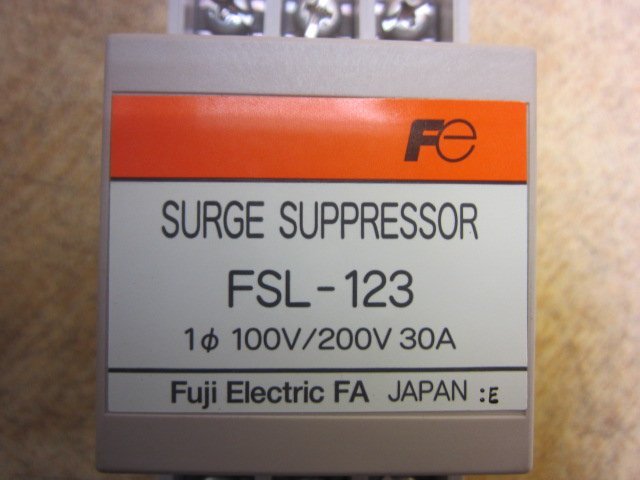 Fe
SURGE SUPPRESSOR
FSL-123
1φ 100V/200V 30A
Fuji Electric FA JAPAN :E